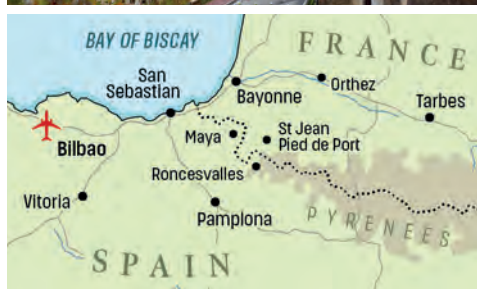 BAY OF BISCAY
FRANCE
San
Sebastian
Bayonne
Orthez
Tarbes
Bilbao
Maya
St Jean
Pied de Port
Roncesvalles
Vitoria
Pamplona
PYRENEES
SPAIN